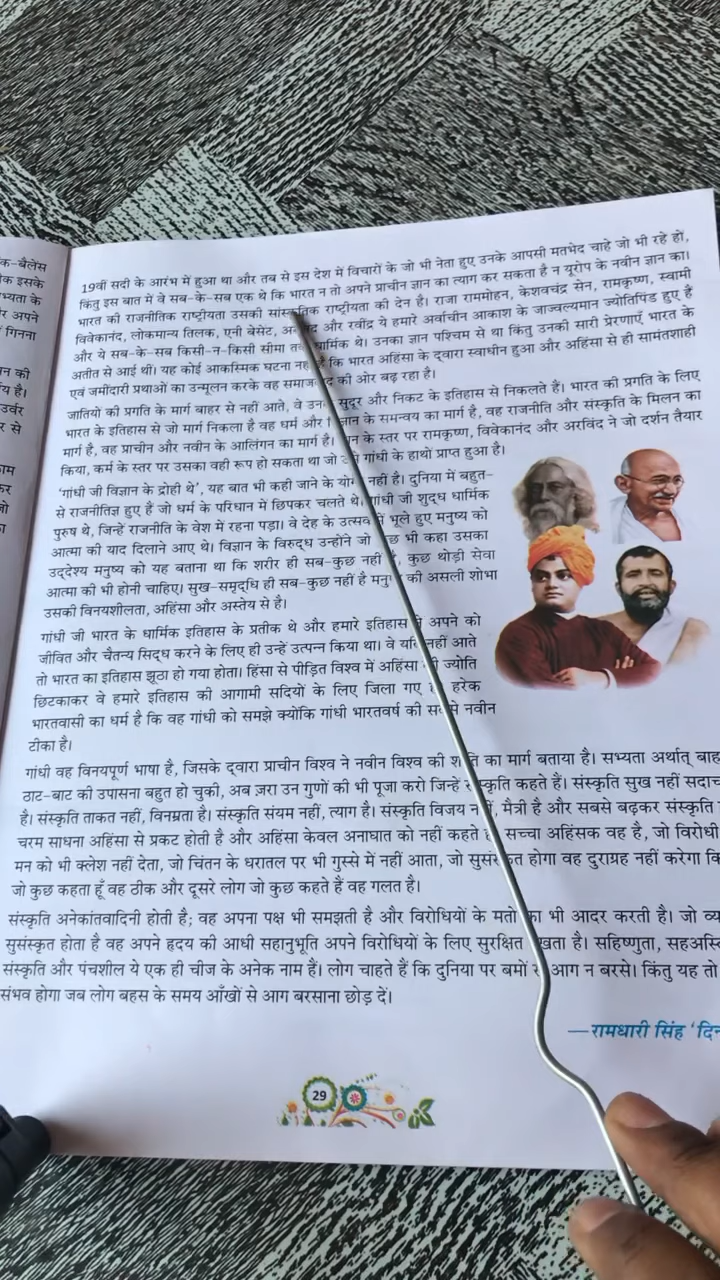 क-बैलेंस
क इसके
भ्यता के
र अपने
गिनना
न की
य है।
उर्वर
र से
19वीं सदी के आरंभ में हुआ था और तब से इस देश में विचारों के जो भी नेता हुए उनके आपसी मतभेद चाहे जो भी रहे हों,
किंतु इस बात में वे सब-के-सब एक थे कि भारत न तो अपने प्राचीन ज्ञान का त्याग कर सकता है न यूरोप के नवीन ज्ञान का।
भारत की राजनीतिक राष्ट्रीयता उसकी राष्ट्रीयता की देन है। राजा राममोहन, केशवचंद्र सेन, रामकृष्ण, स्वामी
विवेकानंद, लोकमान्य तिलक, एनी बेसेंट, और रवींद्र ये हमारे अर्वाचीन आकाश के जाज्वल्यमान ज्योतिपिंड हुए हैं
और ये सब-के-सब किसी-न-किसी सीमा धार्मिक थे। उनका ज्ञान पश्चिम से था किंतु उनकी सारी प्रेरणाएँ भारत के
अतीत से आई थीं। यह कोई आकस्मिक घटना कि भारत अहिंसा के द्वारा स्वाधीन हुआ और अहिंसा से ही सामंतशाही
एवं जमींदारी प्रथाओं का उन्मूलन करके वह की ओर बढ़ रहा है।
जातियों की प्रगति के मार्ग बाहर से नहीं आते, वे सुदूर और निकट के इतिहास से निकलते हैं। भारत की प्रगति के लिए
भारत के इतिहास से जो मार्ग निकला है वह धर्म और के समन्वय का मार्ग है, वह राजनीति और संस्कृति के मिलन का
मार्ग है, वह प्राचीन और नवीन के आलिंगन का मार्ग है। के स्तर पर रामकृष्ण, विवेकानंद और अरविंद ने जो दर्शन तैयार
किया, कर्म के स्तर पर उसका वही रूप हो सकता था जो गांधी के हाथों प्राप्त हुआ है।
'गांधी जी विज्ञान के द्रोही थे', यह बात भी कही जाने के नहीं है। दुनिया में बहुत-
से राजनीतिज्ञ हुए हैं जो धर्म के परिधान में छिपकर चलते थे। गांधी जी शुद्ध धार्मिक
पुरुष थे, जिन्हें राजनीति के वेश में रहना पड़ा। वे देह के उत्सव में भूले हुए मनुष्य को
आत्मा की याद दिलाने आए थे। विज्ञान के विरुद्ध उन्होंने जो भी कहा उसका
उद्देश्य मनुष्य को यह बताना था कि शरीर ही सब-कुछ नहीं कुछ थोड़ी सेवा
आत्मा की भी होनी चाहिए। सुख-समृद्धि ही सब-कुछ नहीं है की असली शोभा
उसकी विनयशीलता, अहिंसा और अस्तेय से है।
गांधी जी भारत के धार्मिक इतिहास के प्रतीक थे और हमारे इतिहास अपने को
जीवित और चैतन्य सिद्ध करने के लिए ही उन्हें उत्पन्न किया था। वे नहीं आते
तो भारत का इतिहास झूठा हो गया होता। हिंसा से पीड़ित विश्व में अहिंसा ज्योति
छिटकाकर वे हमारे इतिहास की आगामी सदियों के लिए जिला गए हरेक
भारतवासी का धर्म है कि वह गांधी को समझे क्योंकि गांधी भारतवर्ष की नवीन
टीका है।
गांधी वह विनयपूर्ण भाषा है, जिसके द्वारा प्राचीन विश्व ने नवीन विश्व की का मार्ग बताया है। सभ्यता अर्थात् बाह
ठाट-बाट की उपासना बहुत हो चुकी, अब ज़रा उन गुणों की भी पूजा करो जिन्हें कहते हैं। संस्कृति सुख नहीं सदाच
है। संस्कृति ताकत नहीं, विनम्रता है। संस्कृति संयम नहीं, त्याग है। संस्कृति विजय मैत्री है और सबसे बढ़कर संस्कृति
चरम साधना अहिंसा से प्रकट होती है और अहिंसा केवल अनाघात को नहीं कहते सच्चा अहिंसक वह है, जो विरोधी
मन को भी क्लेश नहीं देता, जो चिंतन के धरातल पर भी गुस्से में नहीं आता, जो होगा वह दुराग्रह नहीं करेगा कि
जो कुछ कहता हूँ वह ठीक और दूसरे लोग जो कुछ कहते हैं वह गलत है।
संस्कृति अनेकांतवादिनी होती है; वह अपना पक्ष भी समझती है और विरोधियों के मतों का भी आदर करती है। जो व्य
सुसंस्कृत होता है वह अपने हृदय की आधी सहानुभूति अपने विरोधियों के लिए सुरक्षित रखता है। सहिष्णुता, सहअस्ति
संस्कृति और पंचशील ये एक ही चीज के अनेक नाम हैं। लोग चाहते हैं कि दुनिया पर बमों आग न बरसे। किंतु यह तो
संभव होगा जब लोग बहस के समय आँखों से आग बरसाना छोड़ दें।
—रामधारी सिंह 'दिन
29